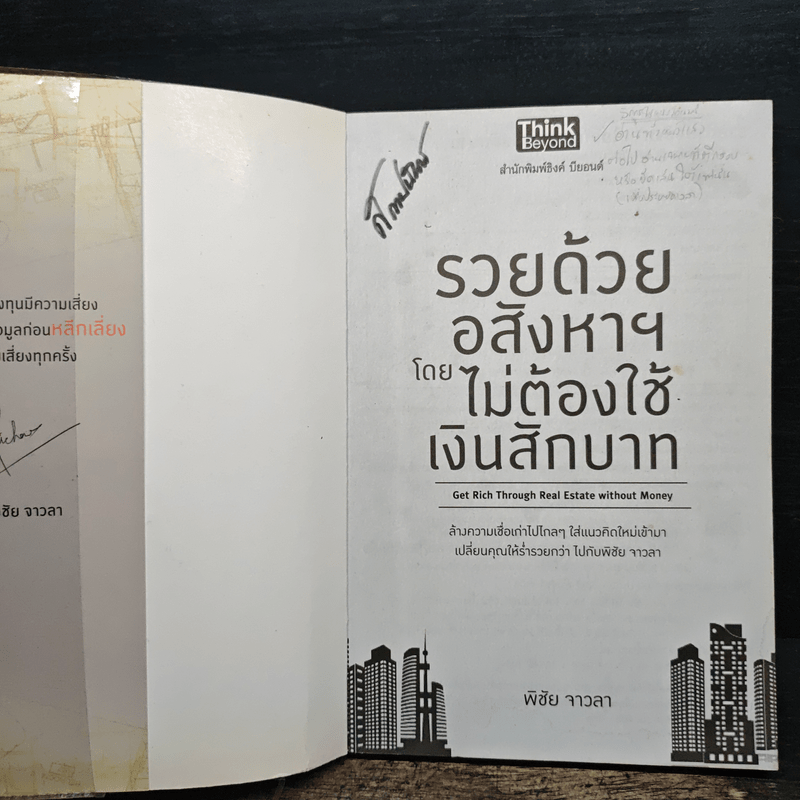 งทุนมีความเสี่ยง
อมูลก่อนหลีกเลี่ยง
เสี่ยงทุกครั้ง
ชัย จาวลา
Think
Beyond
สำนักพิมพ์ธิงค์ บียอนด์
รวยด้วย
อสังหาฯ
โดย ไม่ต้องใช้
เงินสักบาท
Get Rich Through Real Estate without Money
ล้างความเชื่อเก่าไปไกลๆ ใส่แนวคิดใหม่เข้ามา
เปลี่ยนคุณให้ร่ำรวยกว่า ไปกับพิชัย จาวลา
พิชัย จาวลา